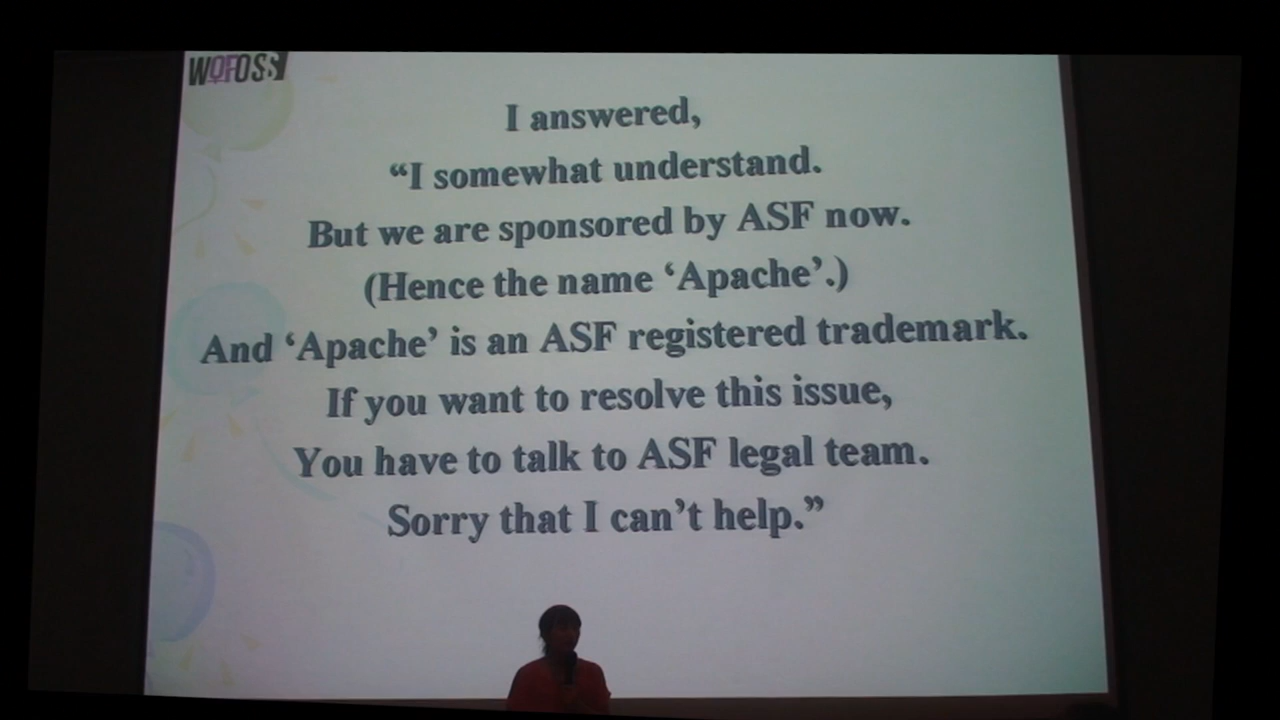 WOFOSS
I answered,
“I somewhat understand.
But we are sponsored by ASF now.
(Hence the name ‘Apache’.)
And ‘Apache’ is an ASF registered trademark.
If you want to resolve this issue,
You have to talk to ASF legal team.
Sorry that I can’t help.”